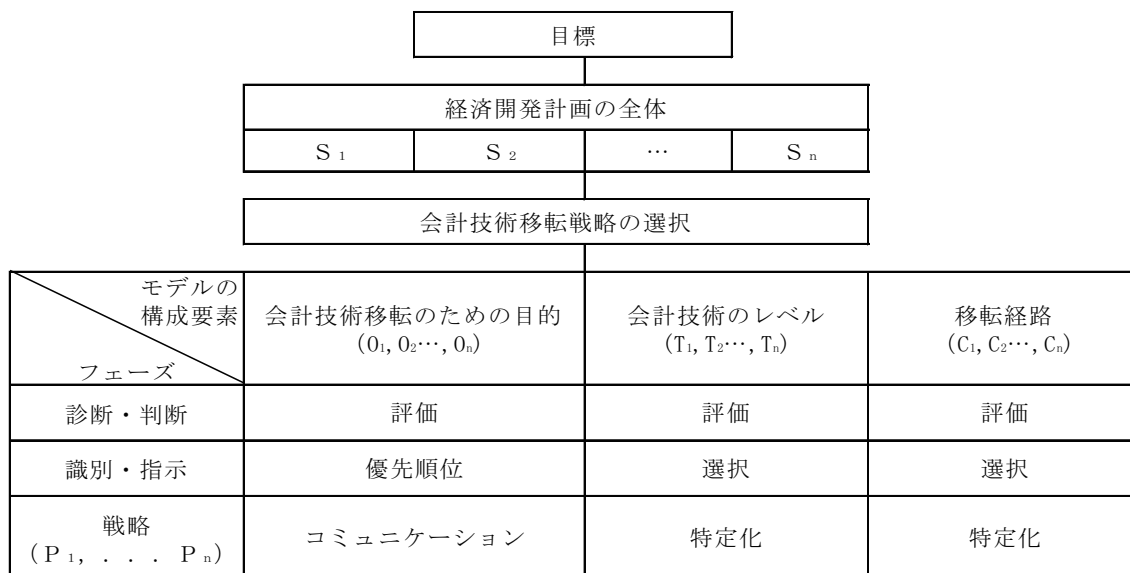 目標
経済開発計画の全体
S₁
S₂
…
Sₙ
会計技術移転戦略の選択
モデルの
構成要素
フェーズ
会計技術移転のための目的
(O₁, O₂…, Oₙ)
会計技術のレベル
(T₁, T₂…, Tₙ)
移転経路
(C₁, C₂…, Cₙ)
診断・判断
評価
評価
評価
識別・指示
優先順位
選択
選択
戦略
(P₁, . . . Pₙ)
コミュニケーション
特定化
特定化